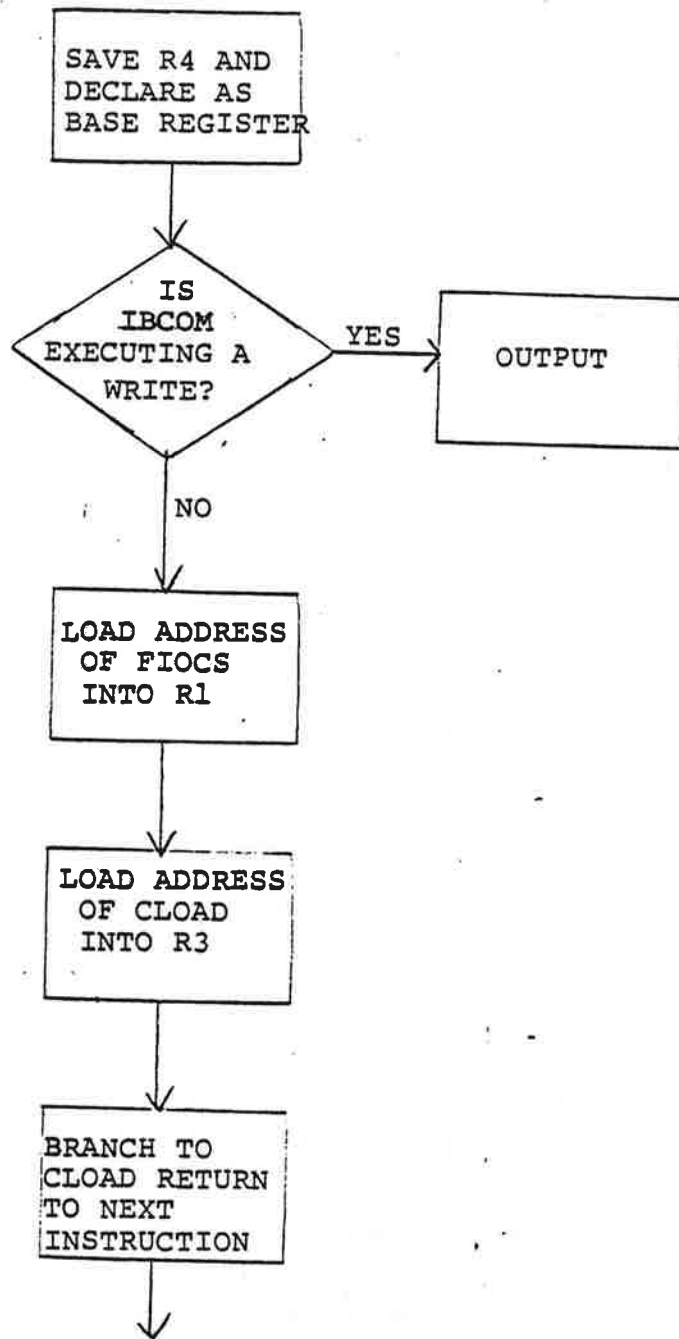 SAVE R4 AND
DECLARE AS
BASE REGISTER
IS
IBCOM
EXECUTING A
WRITE?
YES
OUTPUT
NO
LOAD ADDRESS
OF FIOCS
INTO R1
LOAD ADDRESS
OF CLOAD
INTO R3
BRANCH TO
CLOAD RETURN
TO NEXT
INSTRUCTION